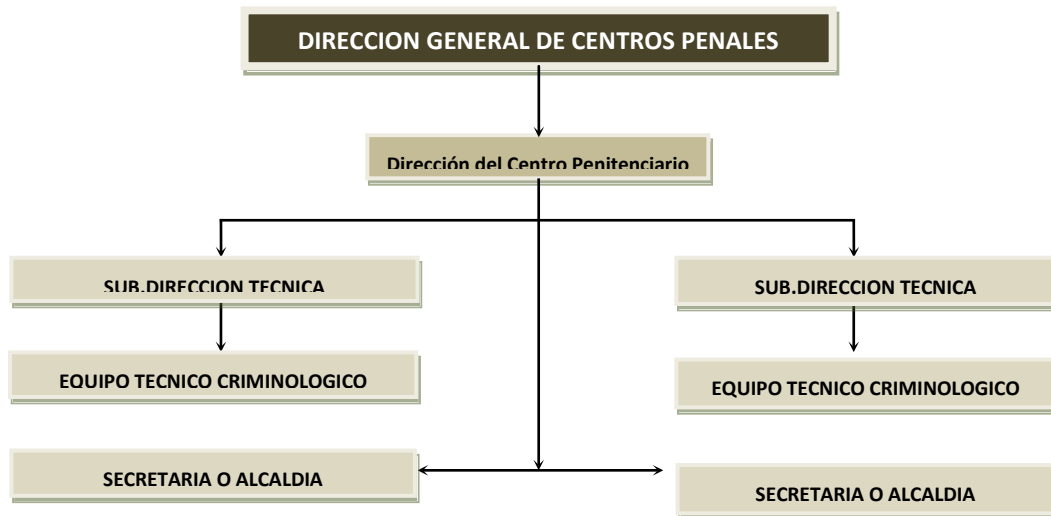 DIRECCION GENERAL DE CENTROS PENALES
Dirección del Centro Penitenciario
SUB.DIRECCION TECNICA
SUB.DIRECCION TECNICA
EQUIPO TECNICO CRIMINOLOGICO
EQUIPO TECNICO CRIMINOLOGICO
SECRETARIA O ALCALDIA
SECRETARIA O ALCALDIA